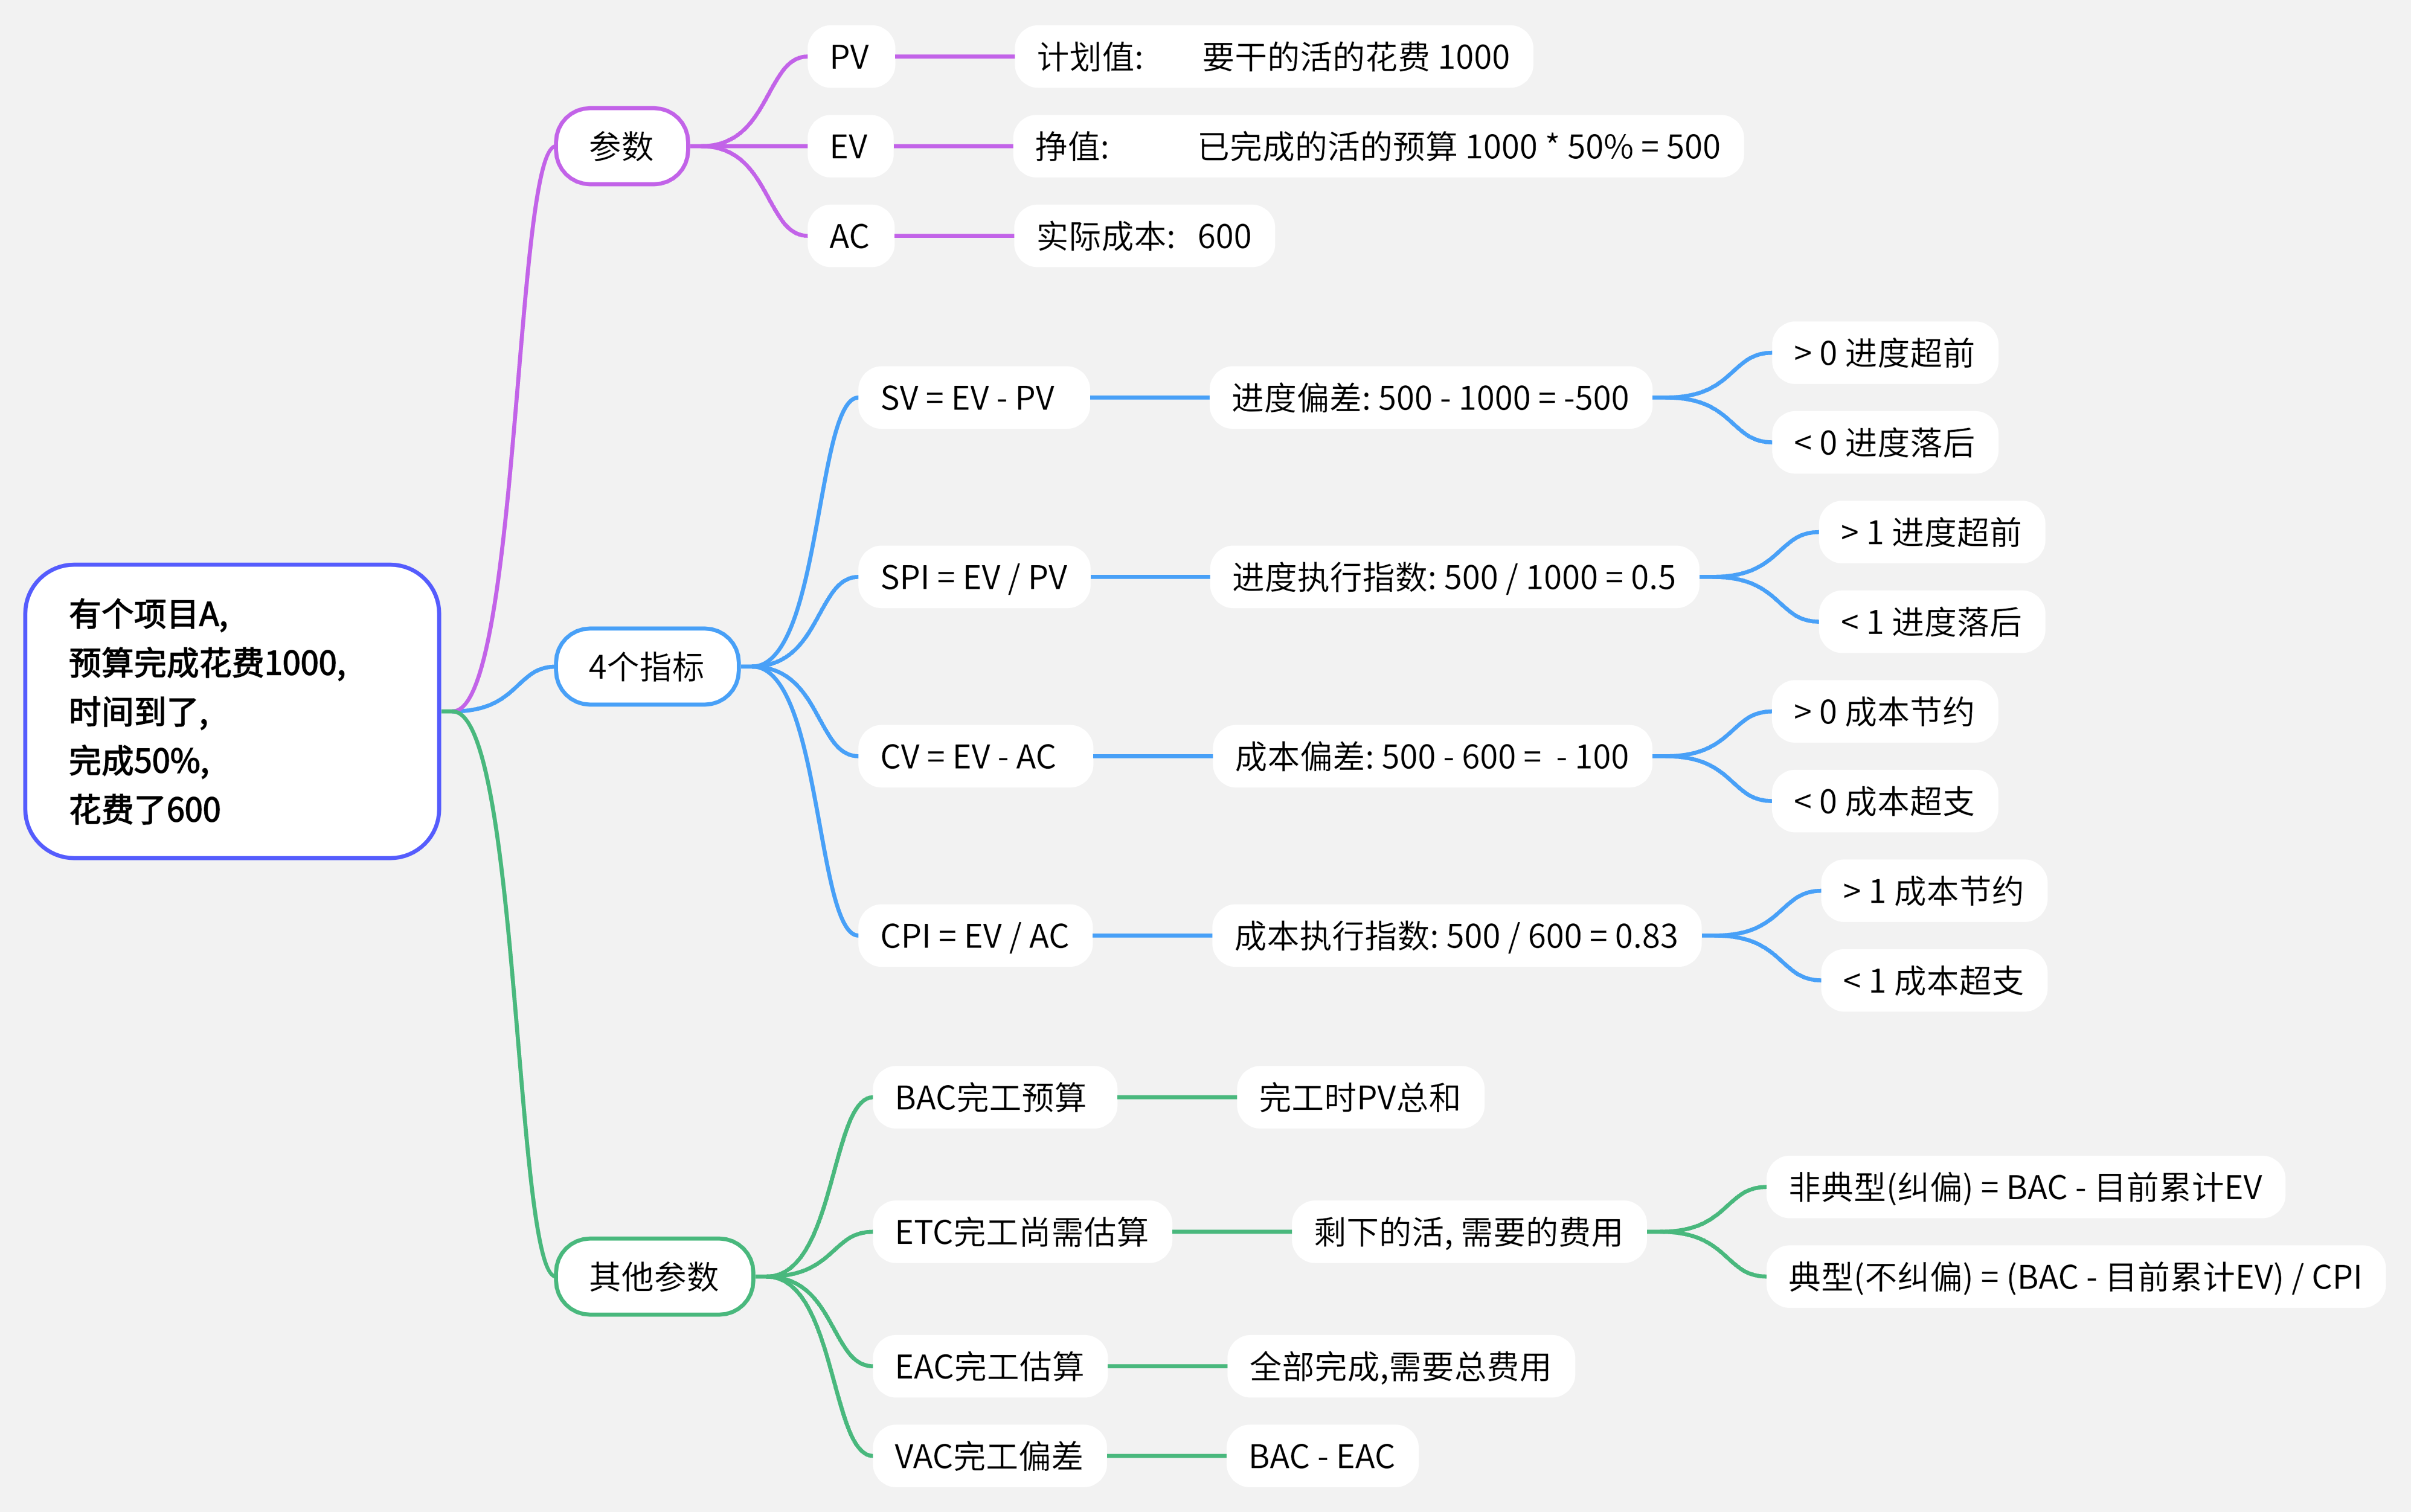 有个项目A,
预算完成花费1000,
时间到了,
完成50%,
花费了600
参数
PV
计划值: 要干的活的花费 1000
EV
挣值: 已完成的活的预算 1000 * 50% = 500
AC
实际成本: 600
4个指标
SV = EV - PV
进度偏差: 500 - 1000 = -500
> 0 进度超前
< 0 进度落后
SPI = EV / PV
进度执行指数: 500 / 1000 = 0.5
> 1 进度超前
< 1 进度落后
CV = EV - AC
成本偏差: 500 - 600 = - 100
> 0 成本节约
< 0 成本超支
CPI = EV / AC
成本执行指数: 500 / 600 = 0.83
> 1 成本节约
< 1 成本超支
其他参数
BAC完工预算
完工时PV总和
ETC完工尚需估算
剩下的活, 需要的费用
非典型(纠偏) = BAC - 目前累计EV
典型(不纠偏) = (BAC - 目前累计EV) / CPI
EAC完工估算
全部完成,需要总费用
VAC完工偏差
BAC - EAC